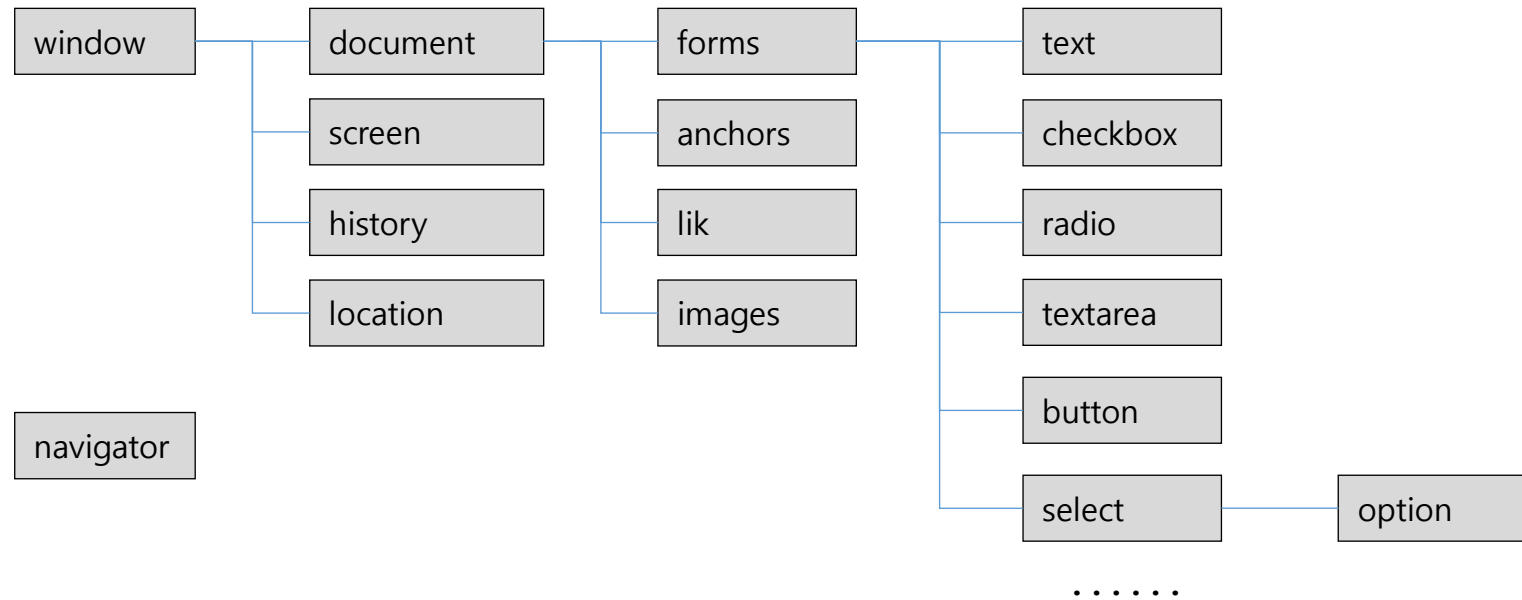 window
document
forms
text
screen
anchors
checkbox
history
lik
radio
location
images
textarea
button
navigator
select
option
......